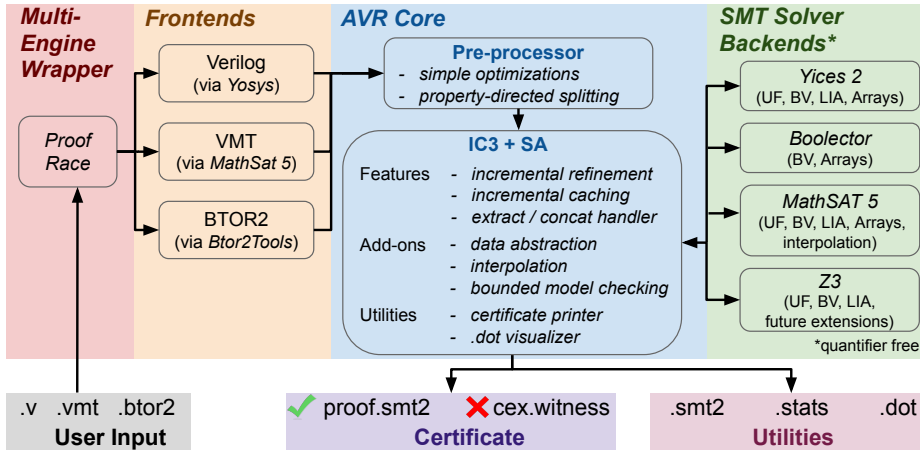 Multi-
Engine
Wrapper
Proof
Race
Frontends
Verilog
(via Yosys)
VMT
(via MathSat 5)
BTOR2
(via Btor2Tools)
AVR Core
Pre-processor
- simple optimizations
- property-directed splitting
IC3 + SA
Features - incremental refinement
- incremental caching
- extract / concat handler
Add-ons - data abstraction
- interpolation
- bounded model checking
Utilities - certificate printer
- .dot visualizer
SMT Solver
Backends*
Yices 2
(UF, BV, LIA, Arrays)
Boolector
(BV, Arrays)
MathSAT 5
(UF, BV, LIA, Arrays,
interpolation)
Z3
(UF, BV, LIA,
future extensions)
*quantifier free
.v .vmt .btor2
User Input
proof.smt2 cex.witness
Certificate
.smt2 .stats .dot
Utilities